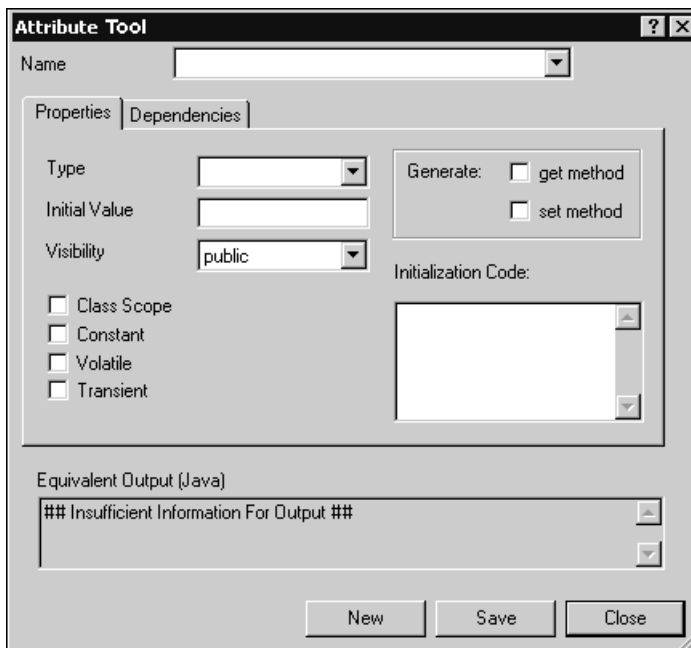 Attribute Tool
Name
Properties
Dependencies
Type
Initial Value
Visibility
public
Class Scope
Constant
Volatile
Transient
Generate:
get method
set method
Initialization Code:
Equivalent Output (Java)
## Insufficient Information For Output ##
New
Save
Close